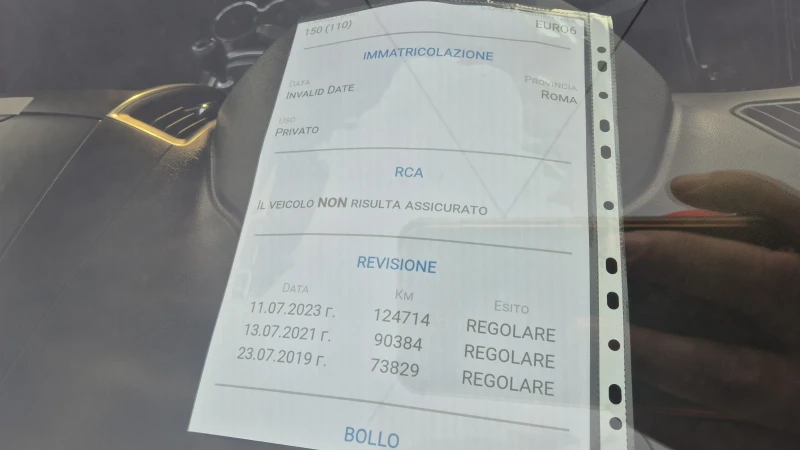 150 (110) EURO6
IMMATRICOLAZIONE
DATA PROVINCIA
INVALID DATE ROMA
USO
PRIVATO
RCA
IL VEICOLO NON RISULTA ASSICURATO
REVISIONE
DATA KM ESITO
11.07.2023 г. 124714 REGOLARE
13.07.2021 г. 90384 REGOLARE
23.07.2019 г. 73829 REGOLARE
BOLLO